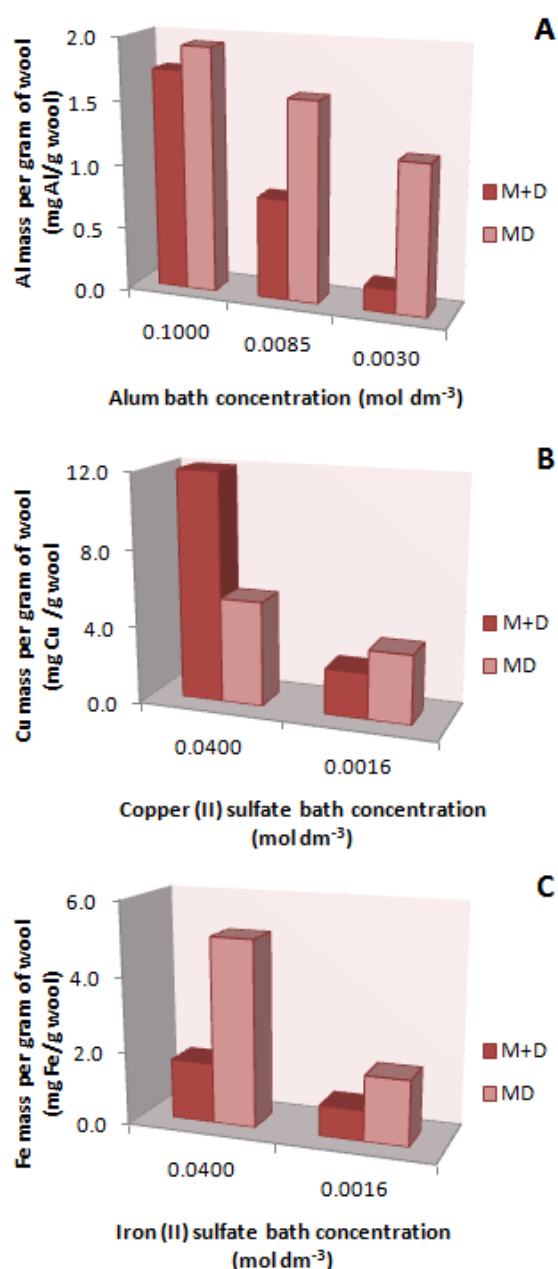 A
2.0
1.5
1.0
0.5
0.0
Al mass per gram of wool
(mgAl/g wool)
M+D
MD
0.1000
0.0085
0.0030
Alum bath concentration (mol dm⁻³)
B
12.0
8.0
4.0
0.0
Cu mass per gram of wool
(mg Cu /g wool)
M+D
MD
0.0400
0.0016
Copper (II) sulfate bath concentration
(mol dm⁻³)
C
6.0
4.0
2.0
0.0
Fe mass per gram of wool
(mg Fe/g wool)
M+D
MD
0.0400
0.0016
Iron (II) sulfate bath concentration
(mol dm⁻³)